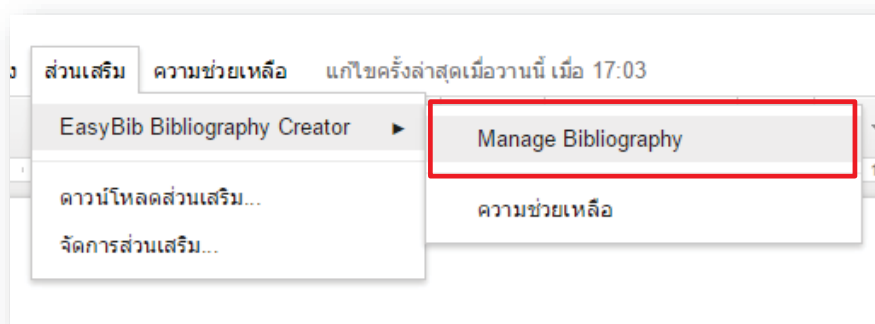 ง ส่วนเสริม ความช่วยเหลือ แก้ไขครั้งล่าสุดเมื่อวานนี้ เมื่อ 17:03
EasyBib Bibliography Creator ►
Manage Bibliography
ดาวน์โหลดส่วนเสริม...
ความช่วยเหลือ
จัดการส่วนเสริม...